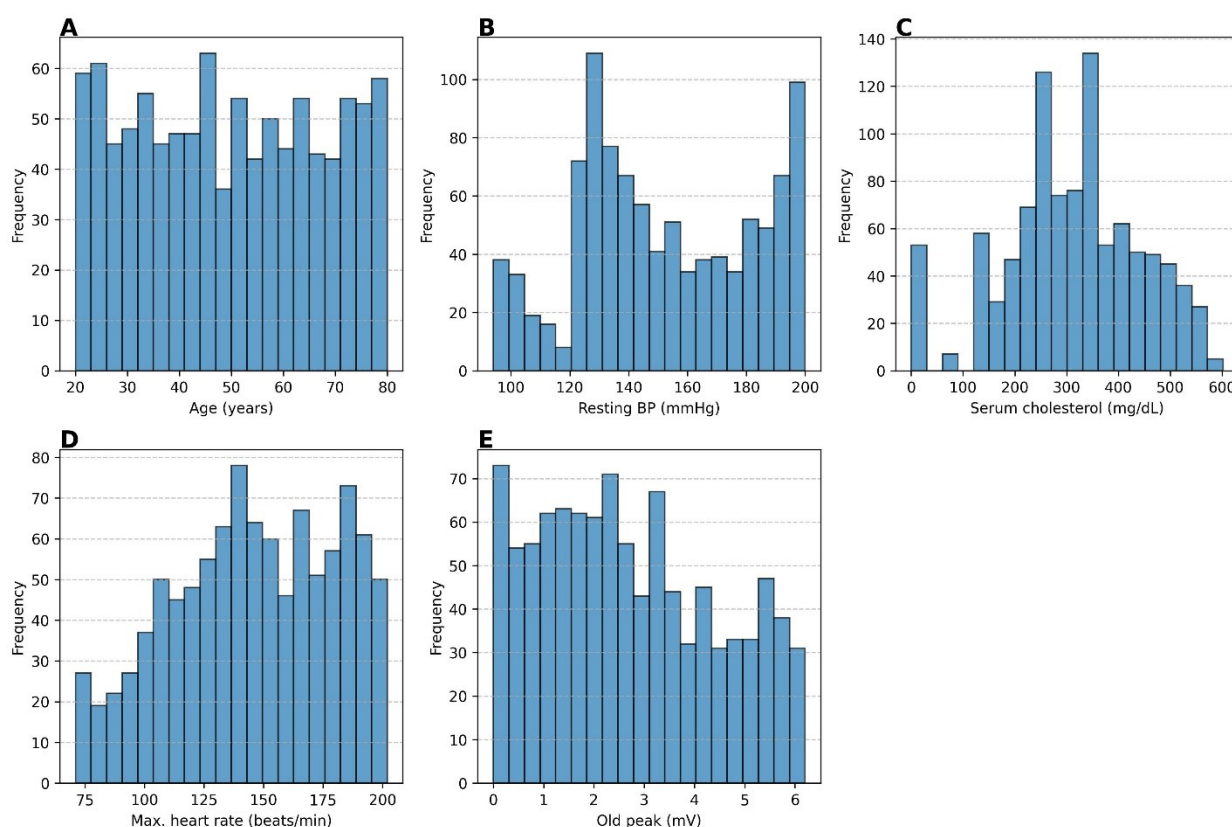 A
Frequency
60
50
40
30
20
10
0
20 30 40 50 60 70 80
Age (years)
B
Frequency
100
80
60
40
20
0
100 120 140 160 180 200
Resting BP (mmHg)
C
Frequency
140
120
100
80
60
40
20
0
0 100 200 300 400 500 600
Serum cholesterol (mg/dL)
D
Frequency
80
70
60
50
40
30
20
10
0
75 100 125 150 175 200
Max. heart rate (beats/min)
E
Frequency
70
60
50
40
30
20
10
0
0 1 2 3 4 5 6
Old peak (mV)